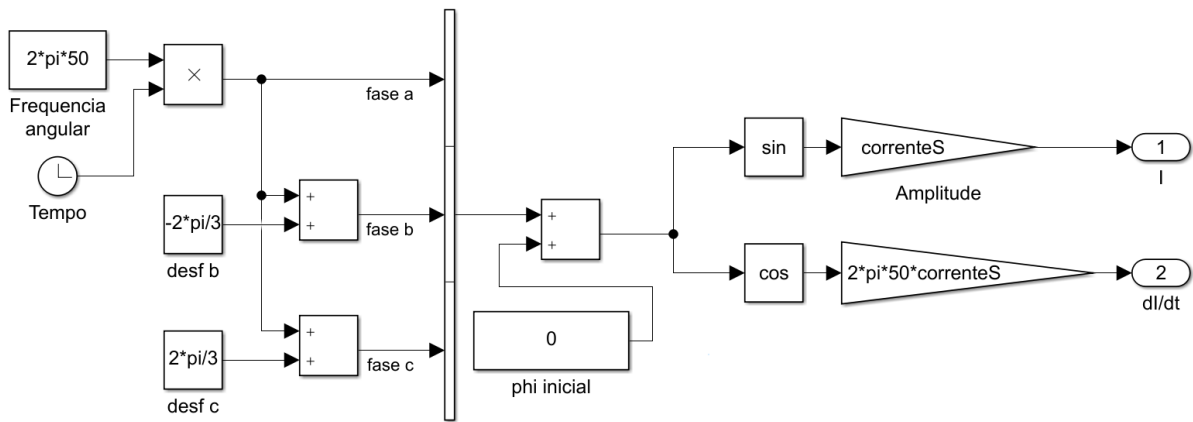 2*pi*50
Frequencia
angular
×
Tempo
fase a
-2*pi/3
desf b
+
+
fase b
2*pi/3
desf c
+
+
fase c
+
+
0
phi inicial
sin
correnteS
Amplitude
1
I
cos
2*pi*50*correnteS
2
dI/dt